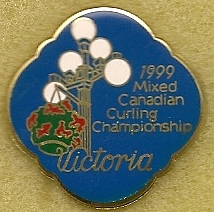 1999
Mixed
Canadian
Curling
Championship
Victoria